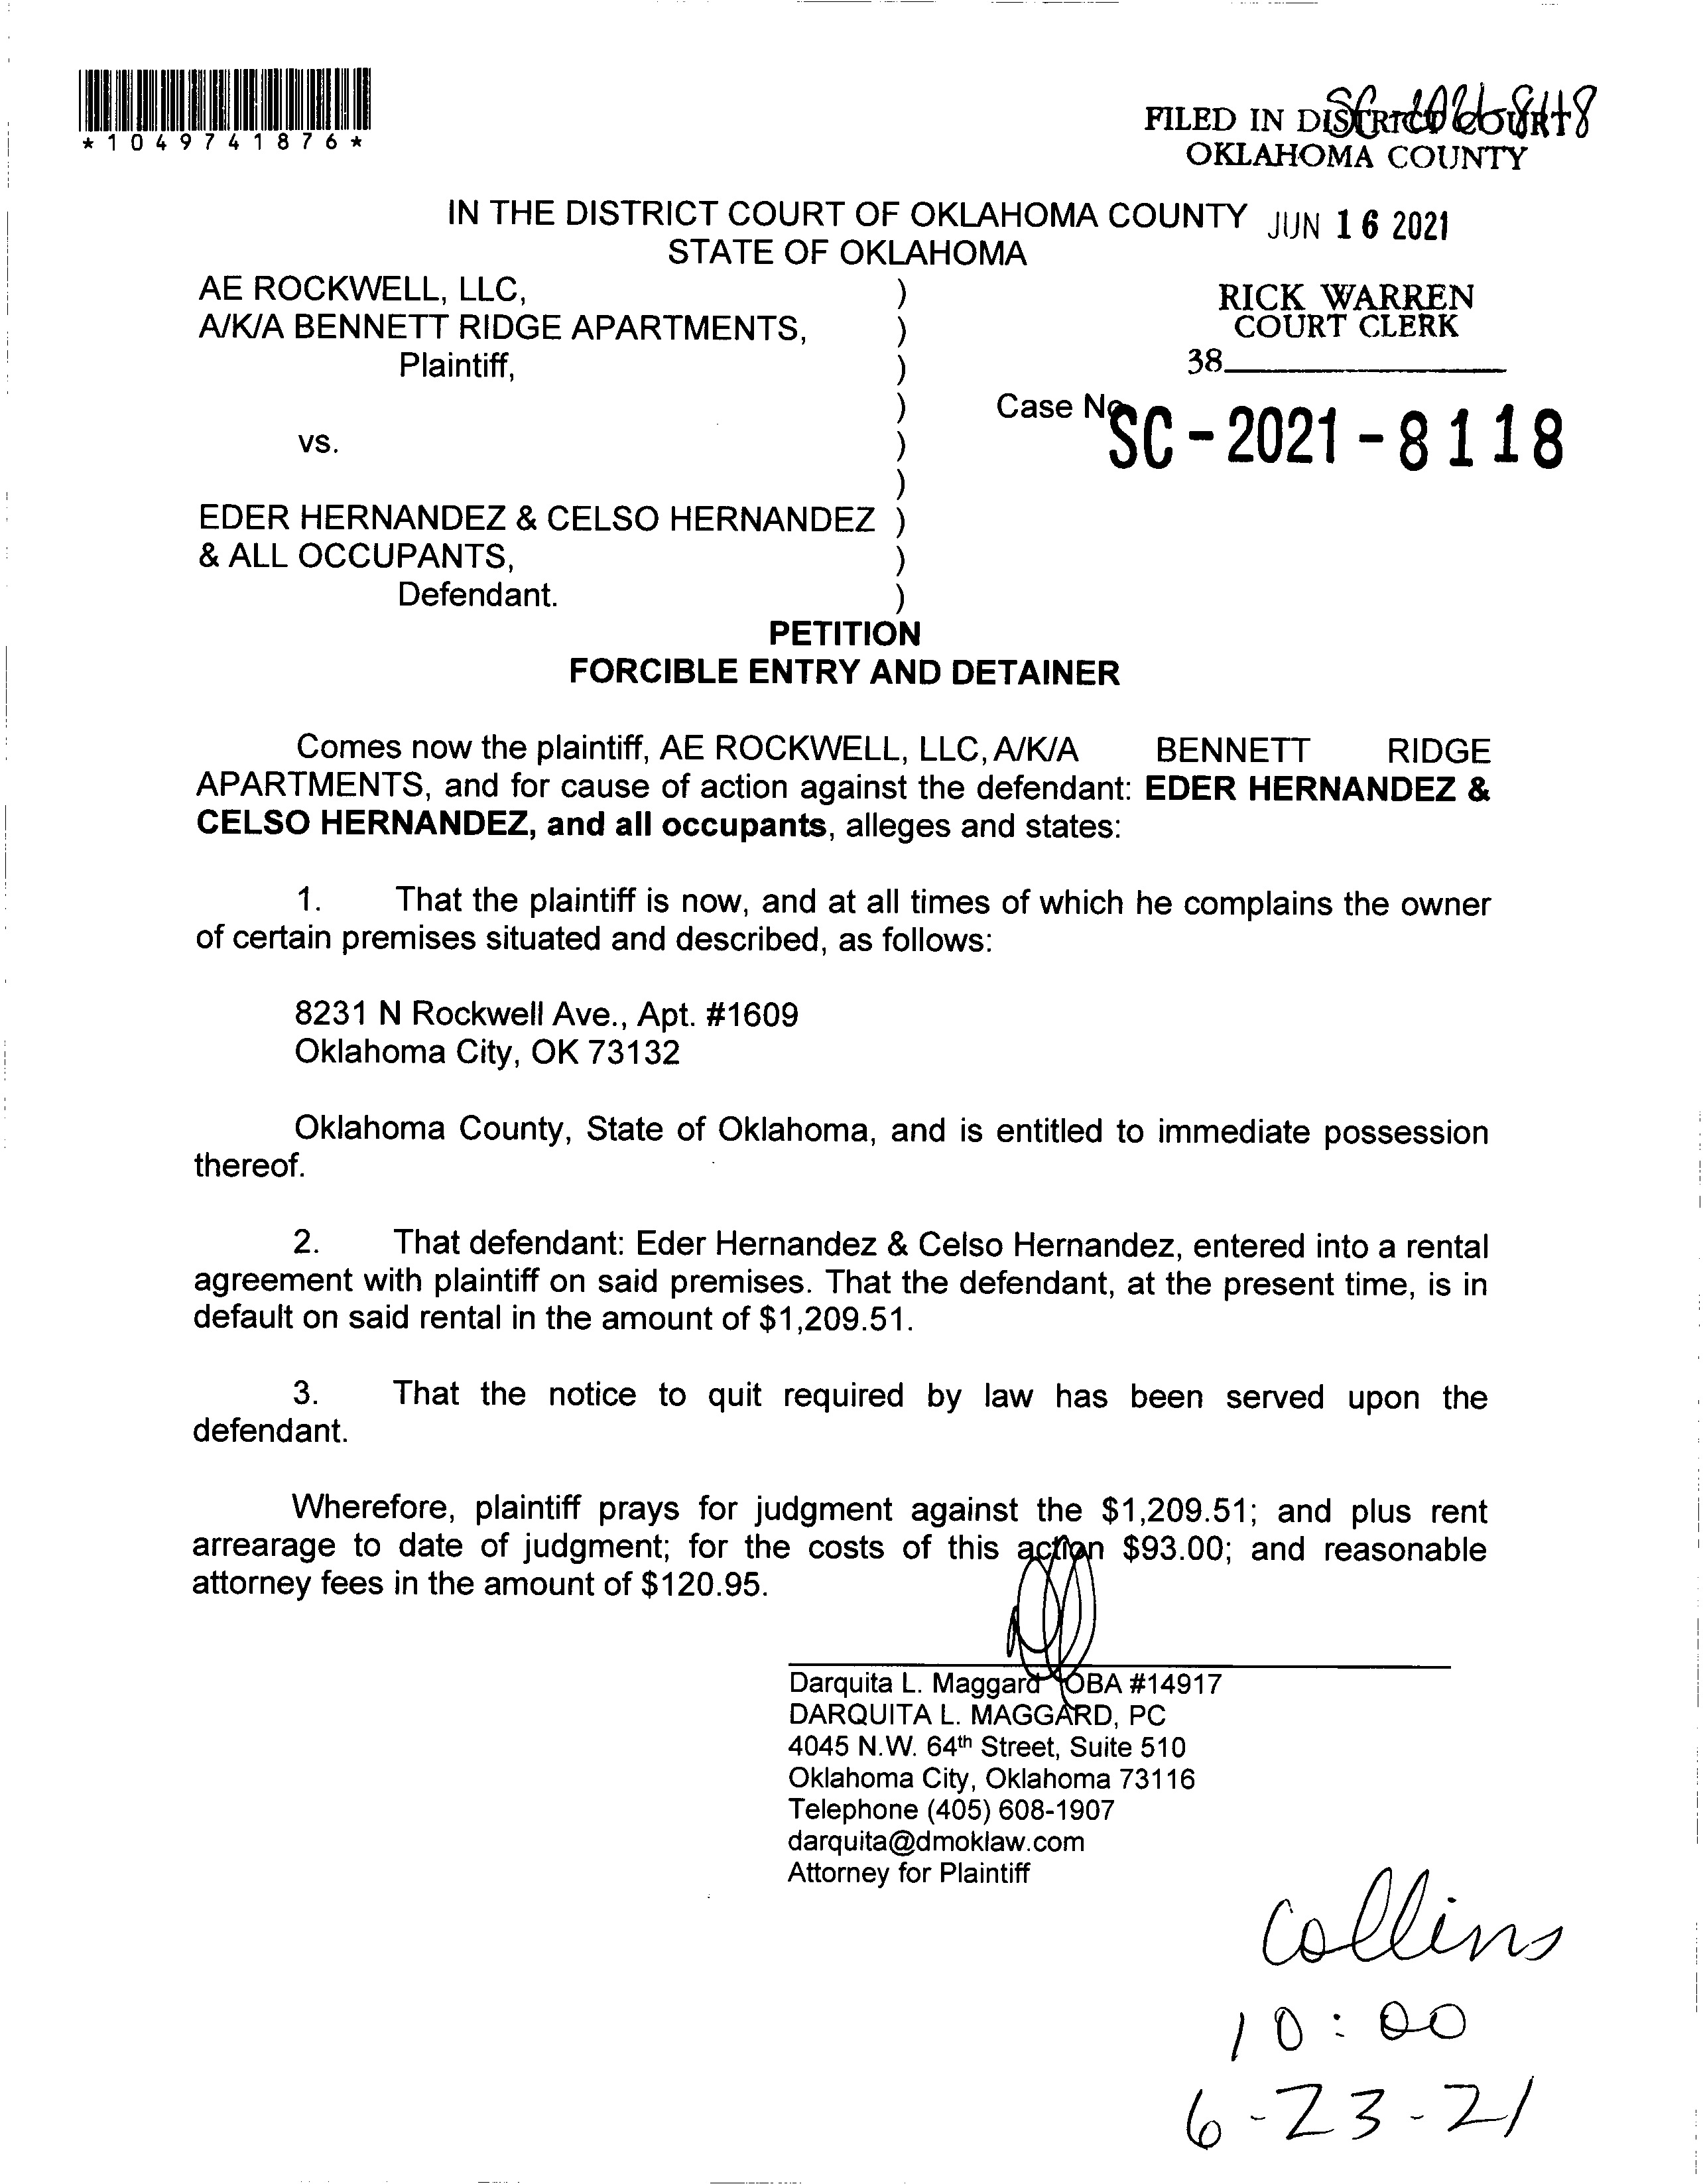 *1049741876*
FILED IN DISTRICT COURT
OKLAHOMA COUNTY
IN THE DISTRICT COURT OF OKLAHOMA COUNTY JUN 16 2021
STATE OF OKLAHOMA
AE ROCKWELL, LLC, )
RICK WARREN
A/K/A BENNETT RIDGE APARTMENTS, )
COURT CLERK
Plaintiff, )
38
) Case No
SC-2021-8118
vs. )
)
EDER HERNANDEZ & CELSO HERNANDEZ )
& ALL OCCUPANTS, )
Defendant. )
PETITION
FORCIBLE ENTRY AND DETAINER
Comes now the plaintiff, AE ROCKWELL, LLC, A/K/A BENNETT RIDGE
APARTMENTS, and for cause of action against the defendant: EDER HERNANDEZ &
CELSO HERNANDEZ, and all occupants, alleges and states:
1. That the plaintiff is now, and at all times of which he complains the owner
of certain premises situated and described, as follows:
8231 N Rockwell Ave., Apt. #1609
Oklahoma City, OK 73132
Oklahoma County, State of Oklahoma, and is entitled to immediate possession
thereof.
2. That defendant: Eder Hernandez & Celso Hernandez, entered into a rental
agreement with plaintiff on said premises. That the defendant, at the present time, is in
default on said rental in the amount of $1,209.51.
3. That the notice to quit required by law has been served upon the
defendant.
Wherefore, plaintiff prays for judgment against the $1,209.51; and plus rent
arrearage to date of judgment; for the costs of this action $93.00; and reasonable
attorney fees in the amount of $120.95.
Darquita L. Maggard OBA #14917
DARQUITA L. MAGGARD, PC
4045 N.W. 64th Street, Suite 510
Oklahoma City, Oklahoma 73116
Telephone (405) 608-1907
darquita@dmoklaw.com
Attorney for Plaintiff
Collins
10:00
6-23-21